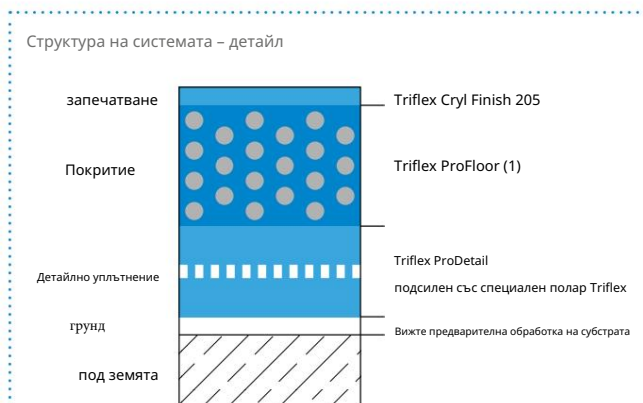 Структура на системата – детайл
запечатване
Triflex Cryl Finish 205
Покритие
Triflex ProFloor (1)
Детайлно уплътнение
Triflex ProDetail
подсилен със специален полар Triflex
грунд
Вижте предварителна обработка на субстрата
под земята